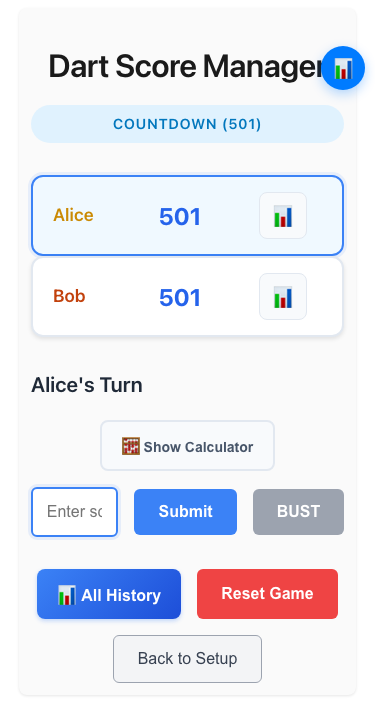 Dart Score Manager
COUNTDOWN (501)
Alice 501
Bob 501
Alice's Turn
Show Calculator
Enter sc
Submit
BUST
All History
Reset Game
Back to Setup